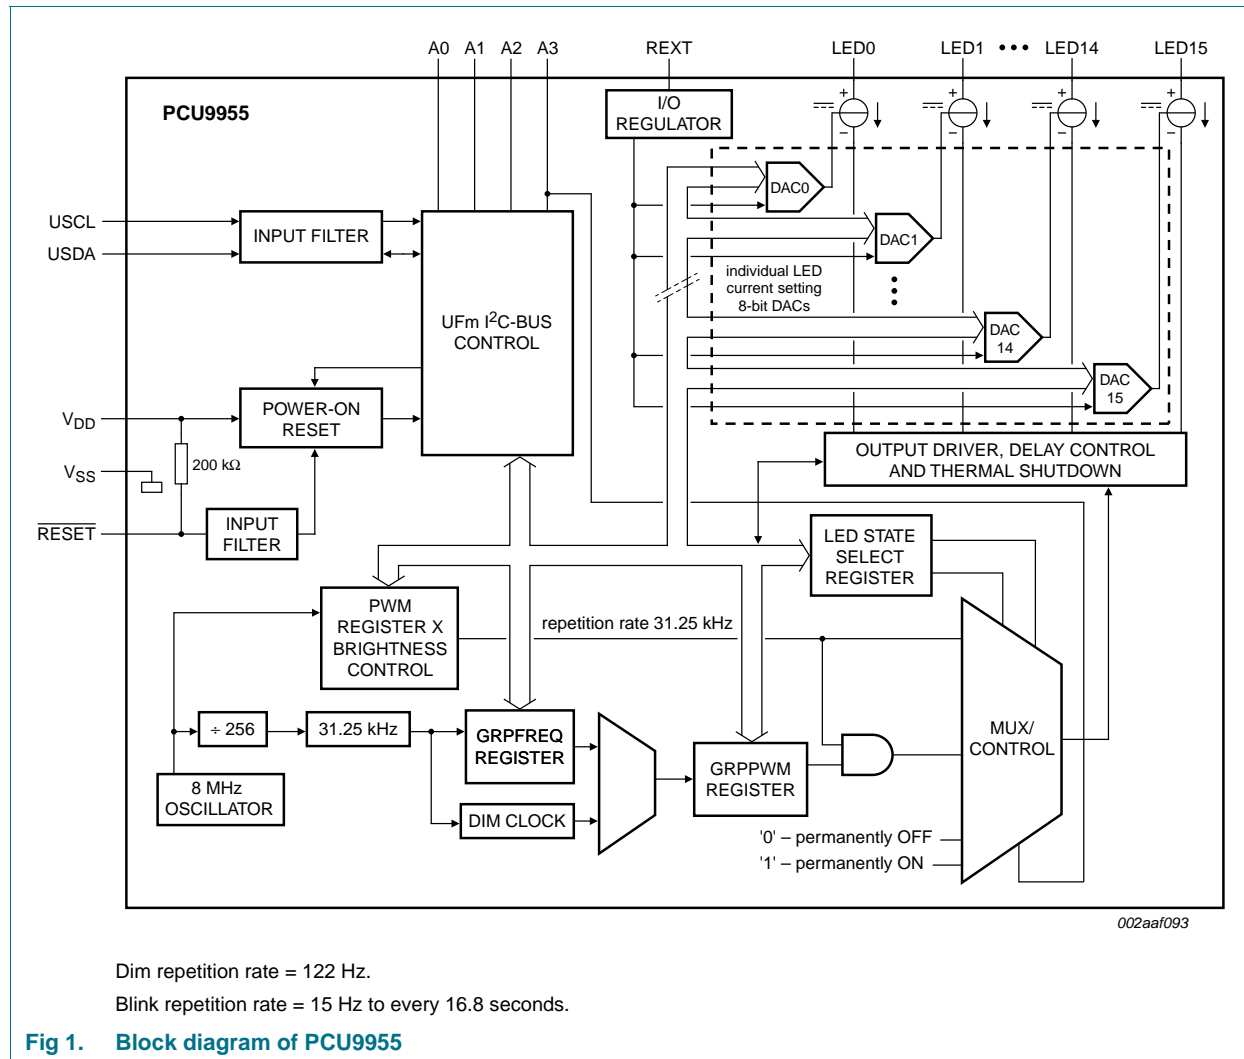 A0 A1 A2 A3 REXT LED0 LED1 ••• LED14 LED15
PCU9955
I/O
REGULATOR
+ + + +
− − − −
DAC0
USCL
INPUT FILTER
USDA
DAC1
individual LED
current setting
8-bit DACs
UFm I²C-BUS
CONTROL
DAC
14
DAC
15
VDD
POWER-ON
RESET
VSS
200 kΩ
OUTPUT DRIVER, DELAY CONTROL
AND THERMAL SHUTDOWN
RESET
INPUT
FILTER
LED STATE
SELECT
REGISTER
PWM
REGISTER X
BRIGHTNESS
CONTROL
repetition rate 31.25 kHz
÷ 256
31.25 kHz
GRPFREQ
REGISTER
MUX/
CONTROL
GRPPWM
REGISTER
8 MHz
OSCILLATOR
DIM CLOCK
'0' – permanently OFF
'1' – permanently ON
002aaf093
Dim repetition rate = 122 Hz.
Blink repetition rate = 15 Hz to every 16.8 seconds.
Fig 1. Block diagram of PCU9955